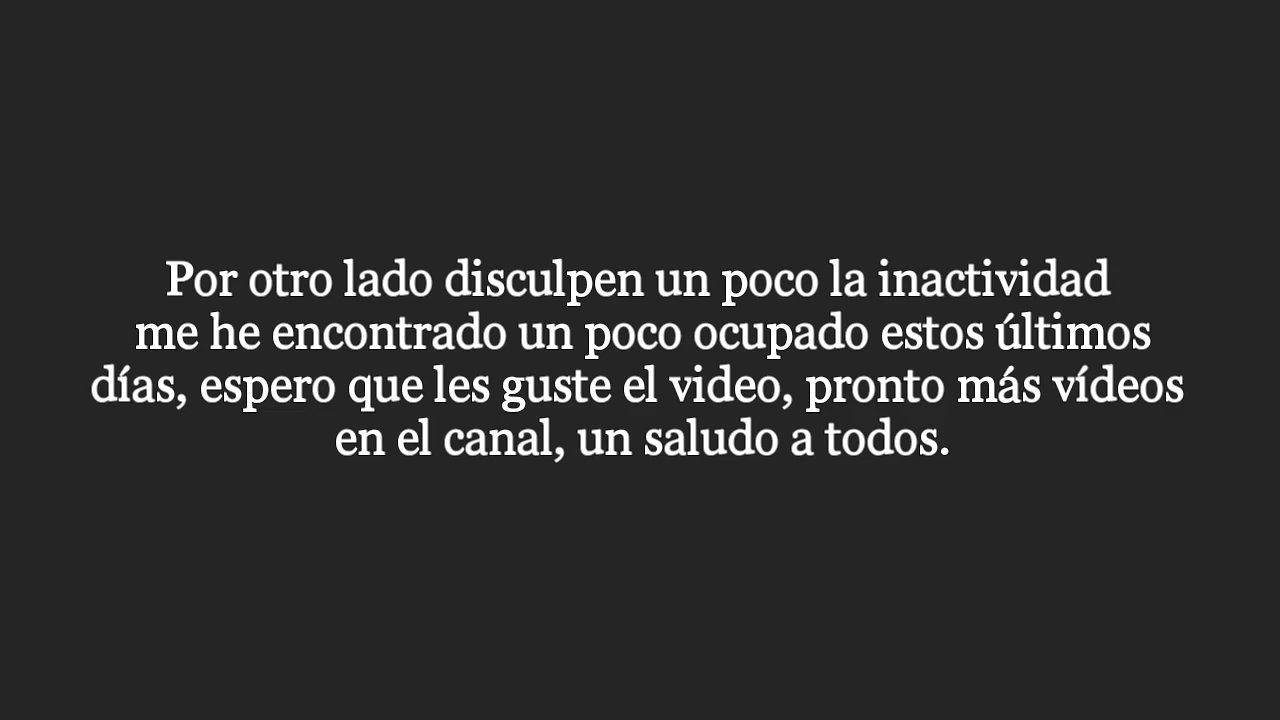 Por otro lado disculpen un poco la inactividad
me he encontrado un poco ocupado estos últimos
días, espero que les guste el video, pronto más vídeos
en el canal, un saludo a todos.